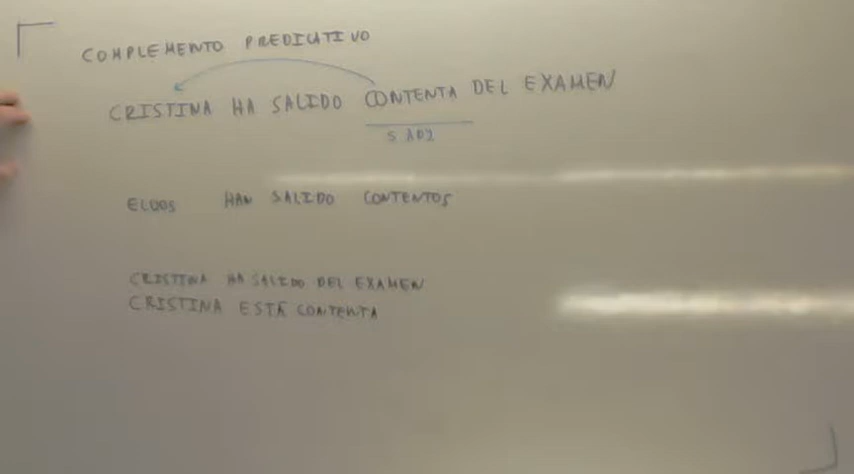 COMPLEMENTO PREDICATIVO
CRISTINA HA SALIDO CONTENTA DEL EXAMEN
S ADJ
ELLOS HAN SALIDO CONTENTOS
CRISTINA HA SALIDO DEL EXAMEN
CRISTINA ESTÁ CONTENTA